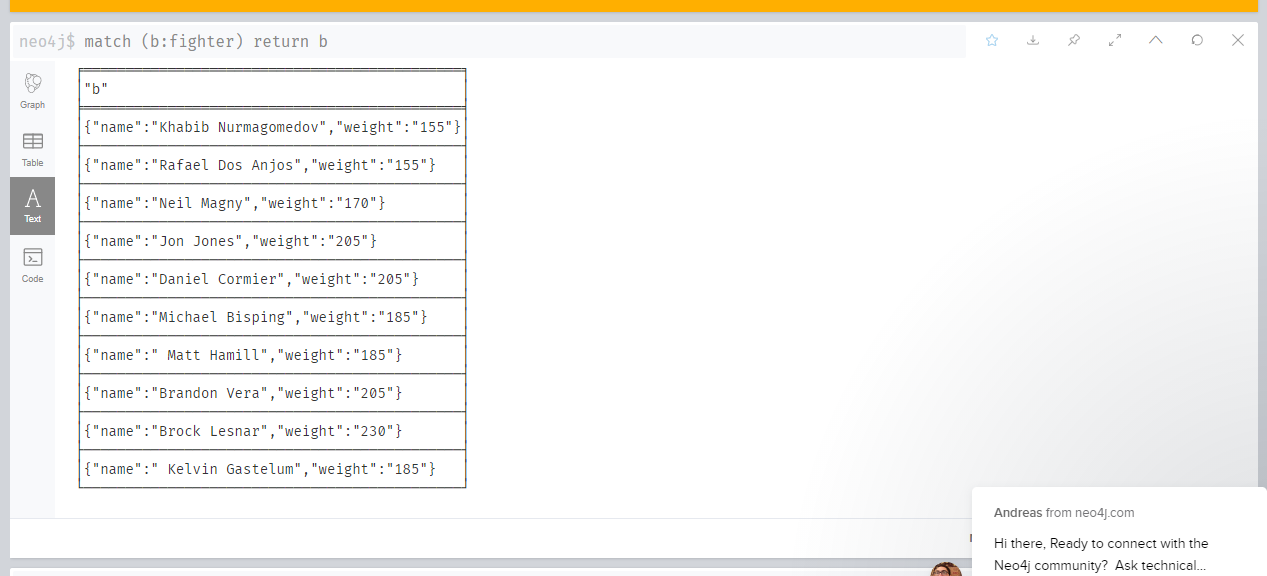 neo4j$ match (b:fighter) return b
Graph
Table
A
Text
Code
"b"
{"name":"Khabib Nurmagomedov","weight":"155"}
{"name":"Rafael Dos Anjos","weight":"155"}
{"name":"Neil Magny","weight":"170"}
{"name":"Jon Jones","weight":"205"}
{"name":"Daniel Cormier","weight":"205"}
{"name":"Michael Bisping","weight":"185"}
{"name":" Matt Hamill","weight":"185"}
{"name":"Brandon Vera","weight":"205"}
{"name":"Brock Lesnar","weight":"230"}
{"name":" Kelvin Gastelum","weight":"185"}
Andreas from neo4j.com
Hi there, Ready to connect with the
Neo4j community? Ask technical...